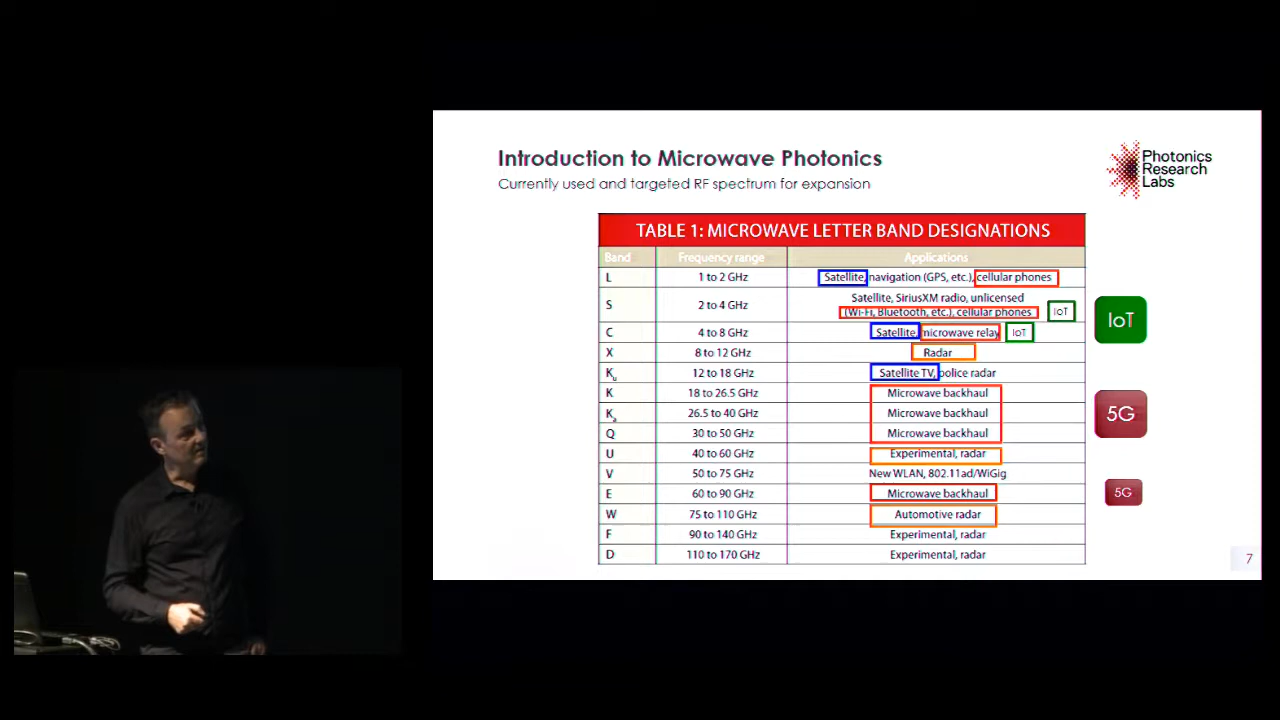 Introduction to Microwave Photonics
Currently used and targeted RF spectrum for expansion
Photonics
Research
Labs
TABLE 1: MICROWAVE LETTER BAND DESIGNATIONS
Band Frequency range Applications
L 1 to 2 GHz Satellite, navigation (GPS, etc.), cellular phones
S 2 to 4 GHz Satellite, SiriusXM radio, unlicensed
(Wi-Fi, Bluetooth, etc.), cellular phones IoT
C 4 to 8 GHz Satellite, microwave relay IoT
X 8 to 12 GHz Radar
Ku 12 to 18 GHz Satellite TV, police radar
K 18 to 26.5 GHz Microwave backhaul
Ka 26.5 to 40 GHz Microwave backhaul
Q 30 to 50 GHz Microwave backhaul
U 40 to 60 GHz Experimental, radar
V 50 to 75 GHz New WLAN, 802.11ad/WiGig
E 60 to 90 GHz Microwave backhaul
W 75 to 110 GHz Automotive radar
F 90 to 140 GHz Experimental, radar
D 110 to 170 GHz Experimental, radar
IoT
5G
5G
7